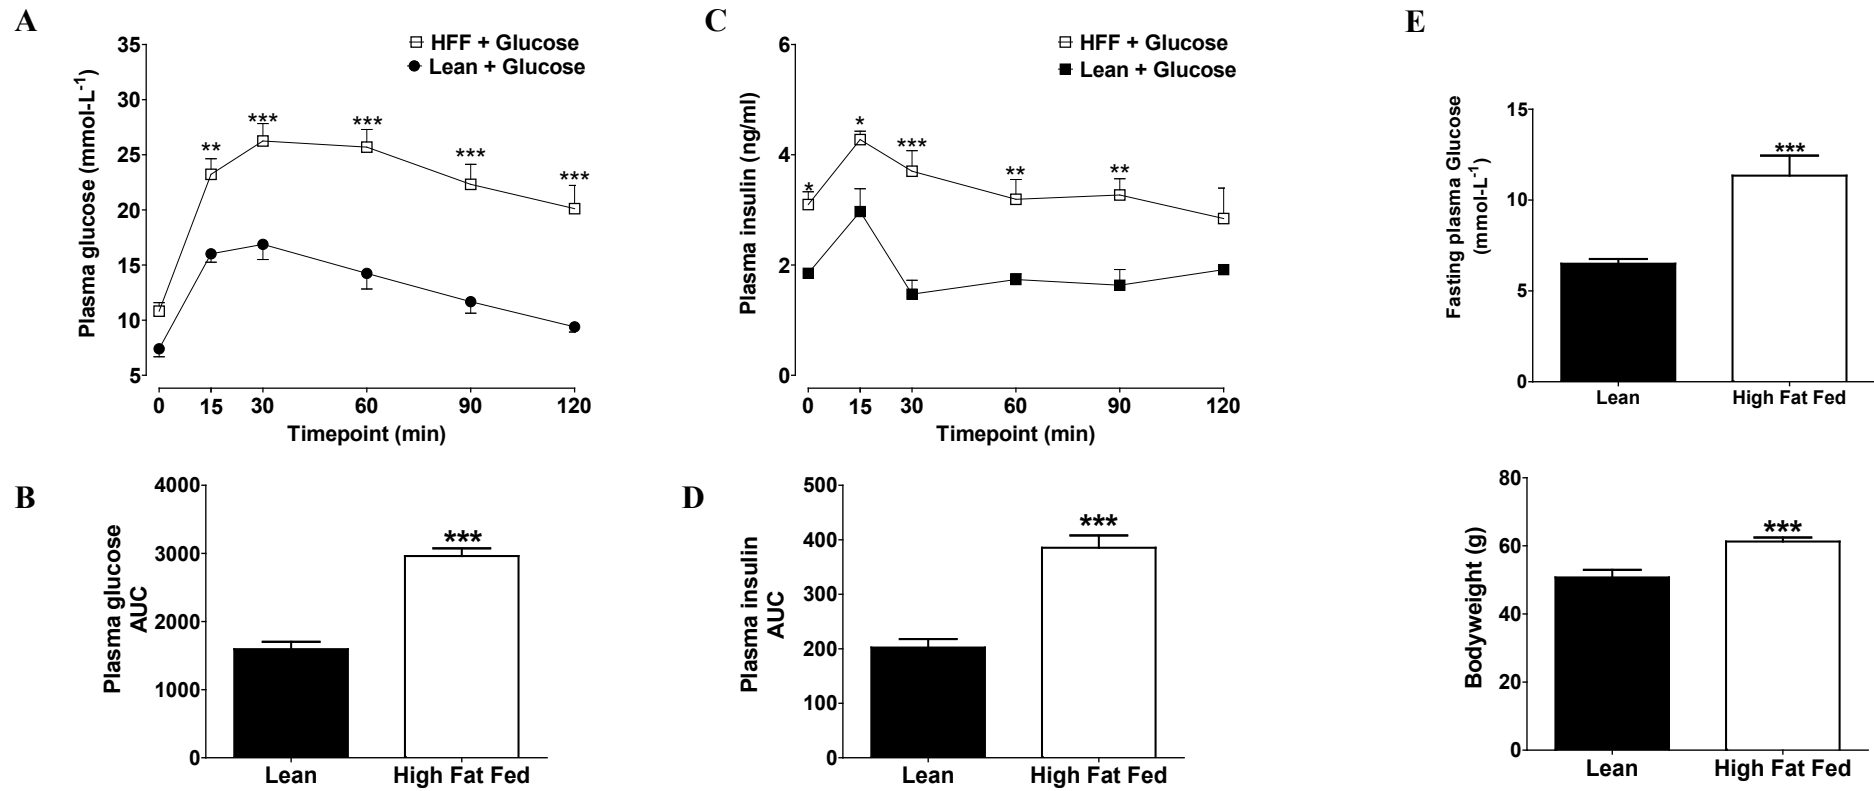 A
HFF + Glucose
Lean + Glucose
Plasma glucose (mmol-L⁻¹)
35
30
25
20
15
10
5
** *** *** *** ***
0 15 30 60 90 120
Timepoint (min)
C
HFF + Glucose
Lean + Glucose
Plasma insulin (ng/ml)
6
4
2
0
* * *** ** **
0 15 30 60 90 120
Timepoint (min)
E
Fasting plasma Glucose
(mmol-L⁻¹)
15
10
5
0
***
Lean High Fat Fed
B
Plasma glucose
AUC
4000
3000
2000
1000
0
***
Lean High Fat Fed
D
Plasma insulin
AUC
500
400
300
200
100
0
***
Lean High Fat Fed
Bodyweight (g)
80
60
40
20
0
***
Lean High Fat Fed